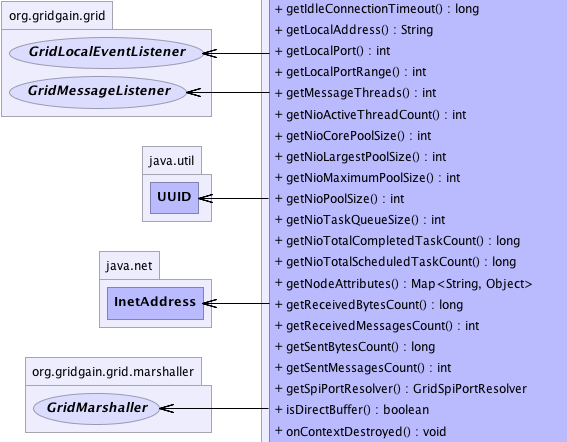 org.gridgain.grid
GridLocalEventListener
GridMessageListener
java.util
UUID
java.net
InetAddress
org.gridgain.grid.marshaller
GridMarshaller
+ getIdleConnectionTimeout() : long
+ getLocalAddress() : String
+ getLocalPort() : int
+ getLocalPortRange() : int
+ getMessageThreads() : int
+ getNioActiveThreadCount() : int
+ getNioCorePoolSize() : int
+ getNioLargestPoolSize() : int
+ getNioMaximumPoolSize() : int
+ getNioPoolSize() : int
+ getNioTaskQueueSize() : int
+ getNioTotalCompletedTaskCount() : long
+ getNioTotalScheduledTaskCount() : long
+ getNodeAttributes() : Map<String, Object>
+ getReceivedBytesCount() : long
+ getReceivedMessagesCount() : int
+ getSentBytesCount() : long
+ getSentMessagesCount() : int
+ getSpiPortResolver() : GridSpiPortResolver
+ isDirectBuffer() : boolean
+ onContextDestroyed() : void